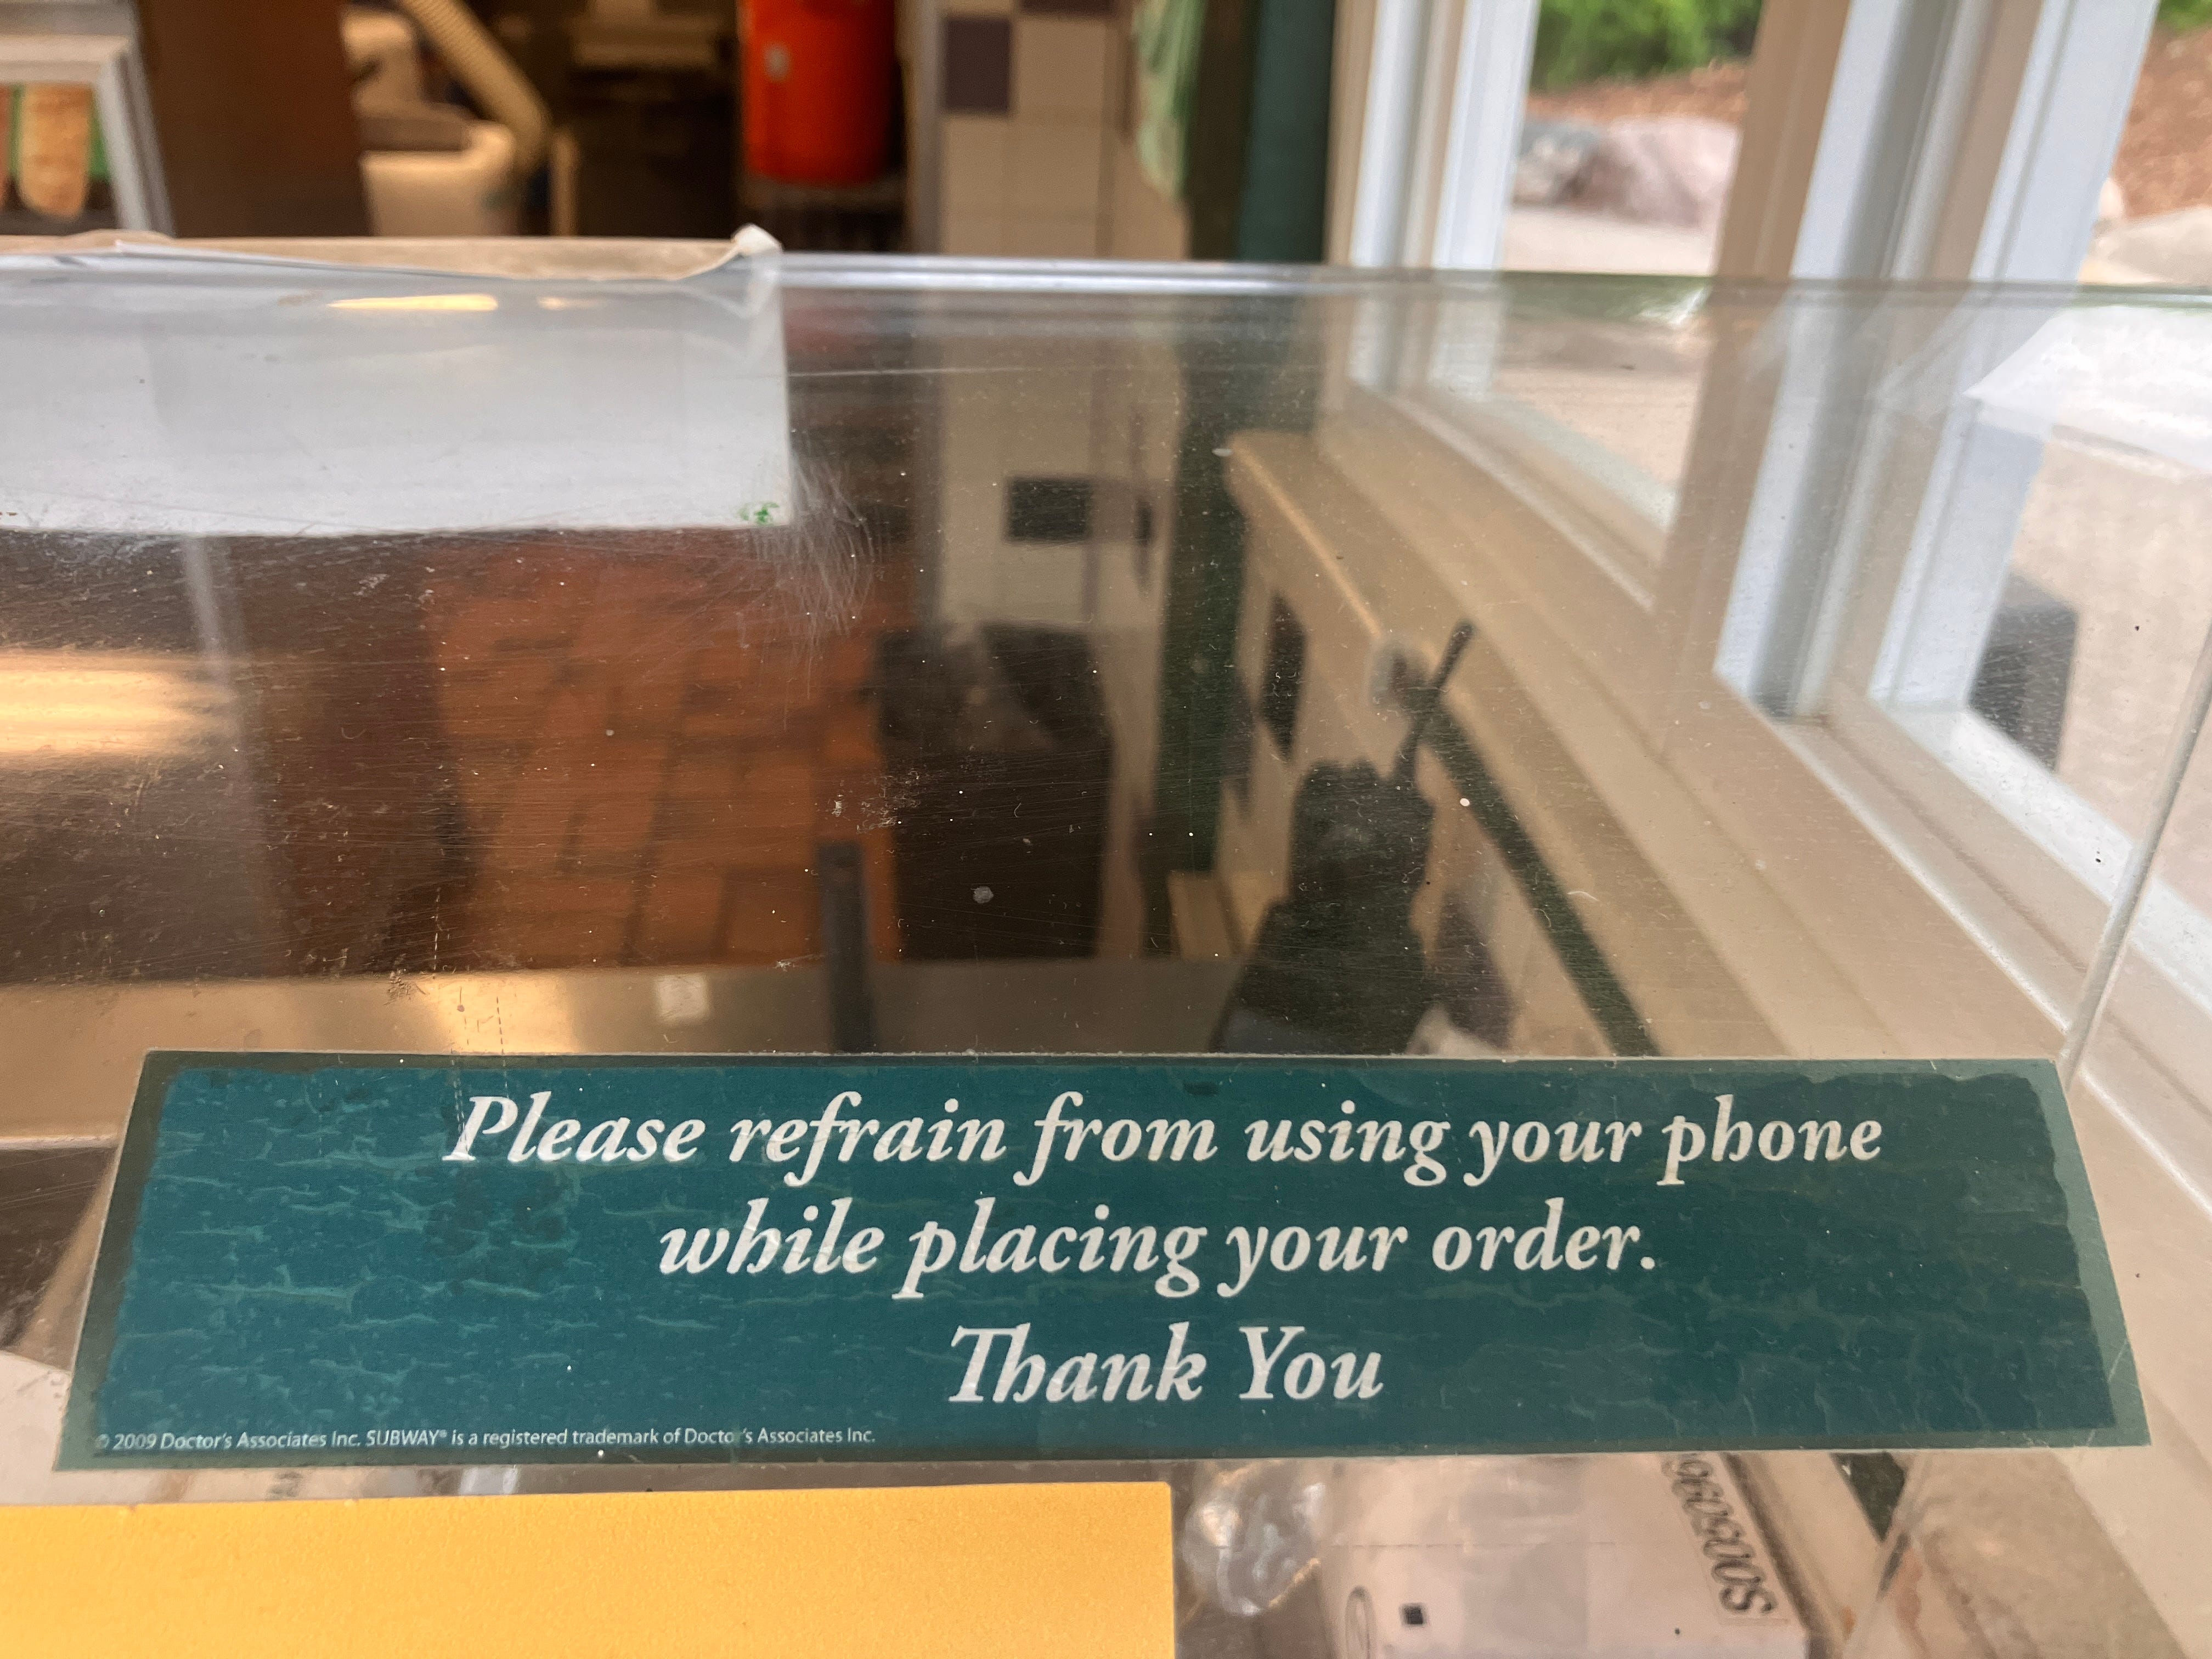 Please refrain from using your phone
while placing your order.
Thank You
© 2009 Doctor's Associates Inc. SUBWAY® is a registered trademark of Docto 's Associates Inc.